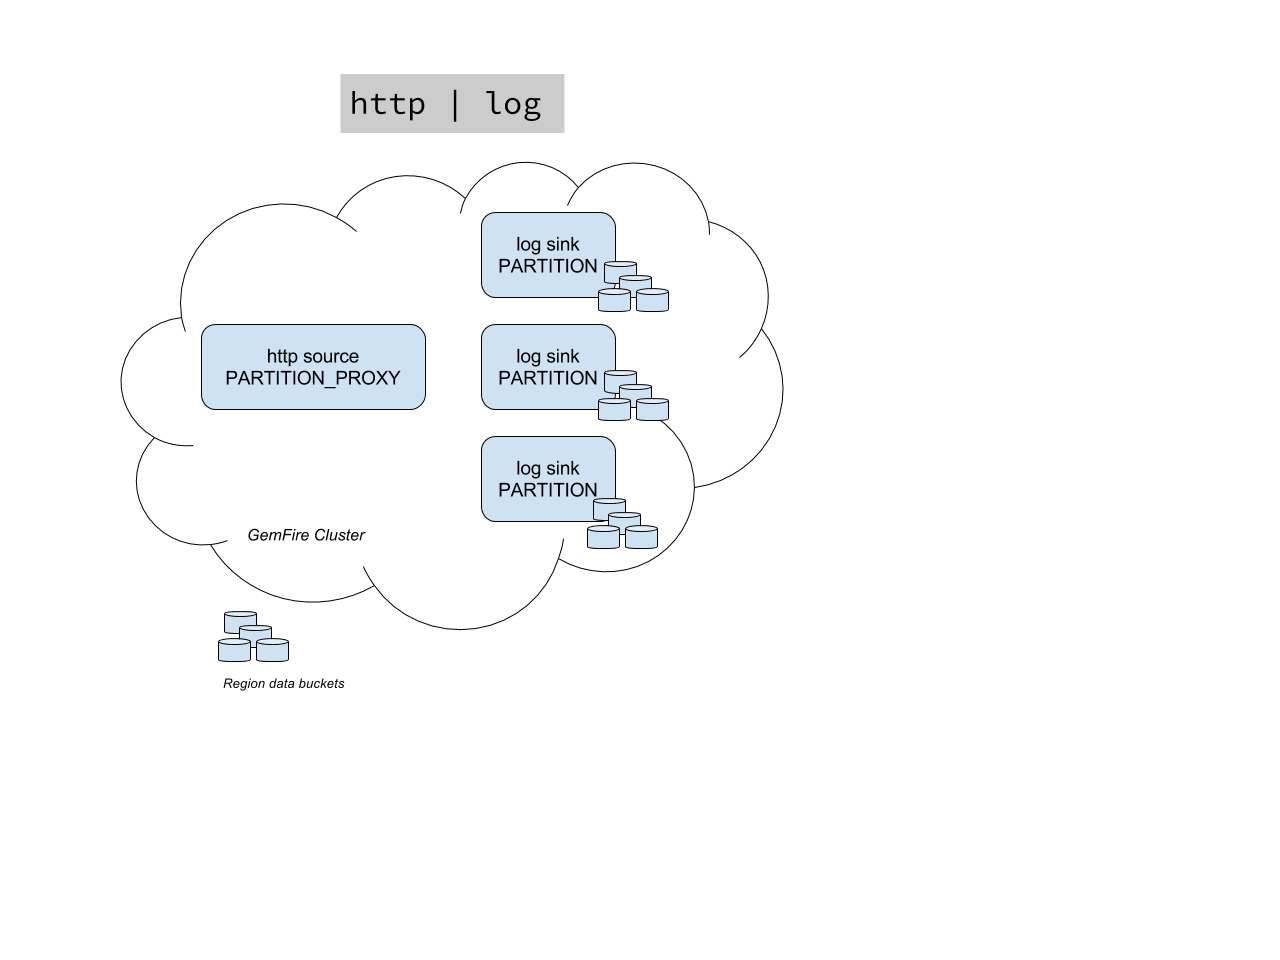 http | log
log sink
PARTITION
http source
PARTITION_PROXY
log sink
PARTITION
log sink
PARTITION
GemFire Cluster
Region data buckets